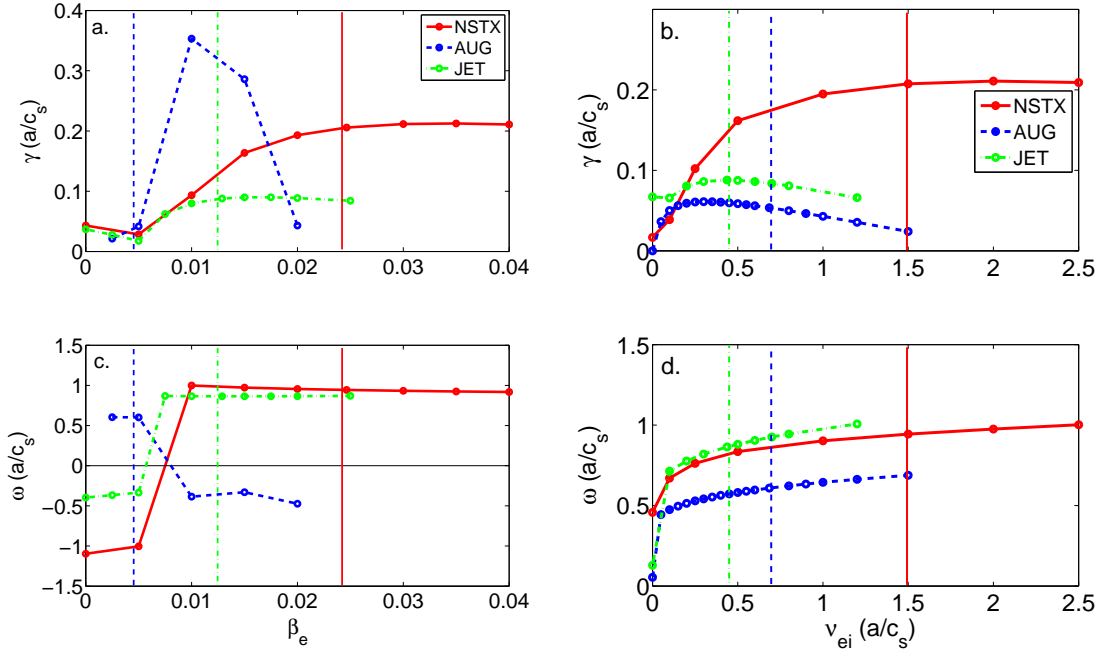 a.
γ (a/c_s)
0.4
0.3
0.2
0.1
0
0 0.01 0.02 0.03 0.04
NSTX
AUG
JET
b.
γ (a/c_s)
0.2
0.1
0
0 0.5 1 1.5 2 2.5
NSTX
AUG
JET
c.
ω (a/c_s)
1.5
1
0.5
0
−0.5
−1
−1.5
0 0.01 0.02 0.03 0.04
β_e
d.
ω (a/c_s)
1.5
1
0.5
0
0 0.5 1 1.5 2 2.5
ν_ei (a/c_s)